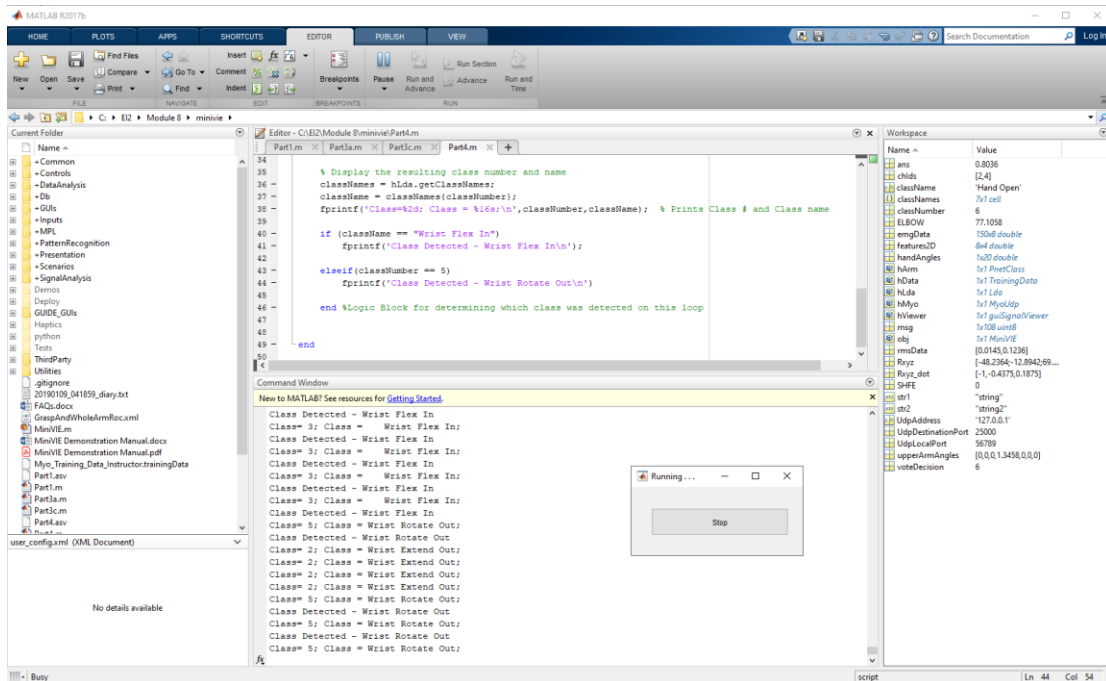 MATLAB R2017b
HOME PLOTS APPS SHORTCUTS EDITOR PUBLISH VIEW Search Documentation Log In
New Open Save Find Files Compare Print Go To Find Insert Comment Indent fx Breakpoints Pause Run and Advance Run Section Advance Run and Time
FILE NAVIGATE EDIT BREAKPOINTS RUN
C: EI2 Module 8 minivie
Current Folder
Name
+Common
+Controls
+DataAnalysis
+Db
+GUIs
+Inputs
+MPL
+PatternRecognition
+Presentation
+Scenarios
+SignalAnalysis
Demos
Deploy
GUIDE_GUIs
Haptics
python
Tests
ThirdParty
Utilities
.gitignore
20190109_041859_diary.txt
FAQs.docx
GraspAndWholeArmRoc.xml
MiniVIE.m
MiniVIE Demonstration Manual.docx
MiniVIE Demonstration Manual.pdf
Myo_Training_Data_Instructor.trainingData
Part1.asv
Part1.m
Part3a.m
Part3c.m
Part4.asv
user_config.xml (XML Document)
No details available
Editor - C:\EI2\Module 8\minivie\Part4.m
Part1.m Part3a.m Part3c.m Part4.m
34
35 % Display the resulting class number and name
36 - classNames = hLda.getClassNames;
37 - className = classNames{classNumber};
38 - fprintf('Class=%2d; Class = %16s;\n',classNumber,className); % Prints Class # and Class name
39
40 - if (className == "Wrist Flex In")
41 - fprintf('Class Detected - Wrist Flex In\n');
42
43 - elseif(classNumber == 5)
44 - fprintf('Class Detected - Wrist Rotate Out\n')
45
46 - end %Logic Block for determining which class was detected on this loop
47
48
49 - end
50
Command Window
New to MATLAB? See resources for Getting Started.
Class Detected - Wrist Flex In
Class= 3; Class = Wrist Flex In;
Class Detected - Wrist Flex In
Class= 3; Class = Wrist Flex In;
Class Detected - Wrist Flex In
Class= 3; Class = Wrist Flex In;
Class Detected - Wrist Flex In
Class= 3; Class = Wrist Flex In;
Class Detected - Wrist Flex In
Class= 5; Class = Wrist Rotate Out;
Class Detected - Wrist Rotate Out
Class= 2; Class = Wrist Extend Out;
Class= 2; Class = Wrist Extend Out;
Class= 2; Class = Wrist Extend Out;
Class= 2; Class = Wrist Extend Out;
Class= 5; Class = Wrist Rotate Out;
Class Detected - Wrist Rotate Out
Class= 5; Class = Wrist Rotate Out;
Class Detected - Wrist Rotate Out
Class= 5; Class = Wrist Rotate Out;
fx
Running . . .
Stop
Workspace
Name Value
ans 0.8036
chIds [2,4]
className 'Hand Open'
classNames 7x1 cell
classNumber 6
ELBOW 77.1058
emgData 150x8 double
features2D 8x4 double
handAngles 1x20 double
hArm 1x1 PnetClass
hData 1x1 TrainingData
hLda 1x1 Lda
hMyo 1x1 MyoUdp
hViewer 1x1 guiSignalViewer
msg 1x108 uint8
obj 1x1 MiniVIE
rmsData [0.0145,0.1236]
Rxyz [-48.2364;-12.8942;69....
Rxyz_dot [-1,-0.4375,0.1875]
SHFE 0
str1 "string"
str2 "string2"
UdpAddress '127.0.0.1'
UdpDestinationPort 25000
UdpLocalPort 56789
upperArmAngles [0,0,0,1.3458,0,0,0]
voteDecision 6
Busy script Ln 44 Col 54